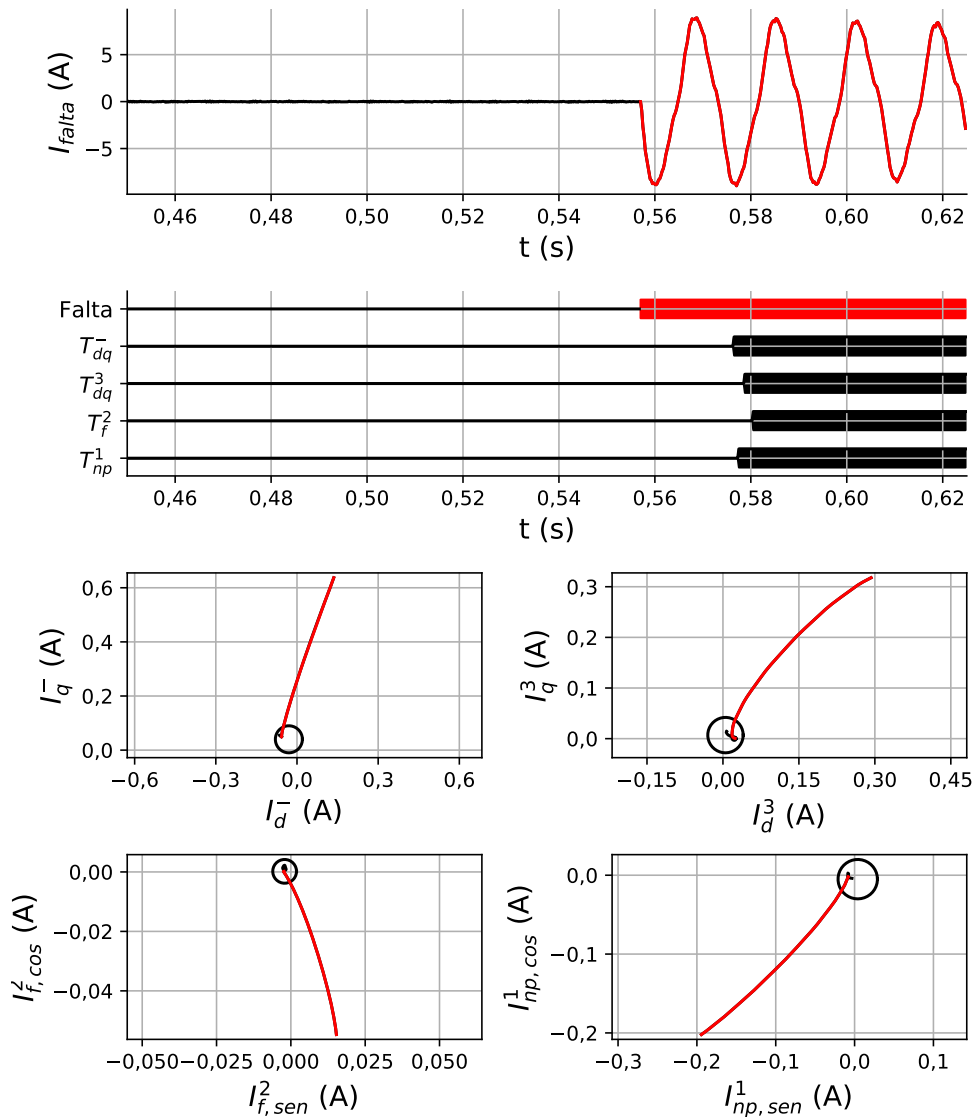 I_falta (A)
5
0
−5
0,46 0,48 0,50 0,52 0,54 0,56 0,58 0,60 0,62
t (s)
Falta
T_dq^−
T_dq^3
T_f^2
T_np^1
0,46 0,48 0,50 0,52 0,54 0,56 0,58 0,60 0,62
t (s)
I_q^− (A)
0,6
0,4
0,2
0,0
−0,6 −0,3 0,0 0,3 0,6
I_d^− (A)
I_q^3 (A)
0,3
0,2
0,1
0,0
−0,15 0,00 0,15 0,30 0,45
I_d^3 (A)
I_f,cos^2 (A)
0,00
−0,02
−0,04
−0,050 −0,025 0,000 0,025 0,050
I_f,sen^2 (A)
I_np,cos^1 (A)
0,0
−0,1
−0,2
−0,3 −0,2 −0,1 0,0 0,1
I_np,sen^1 (A)